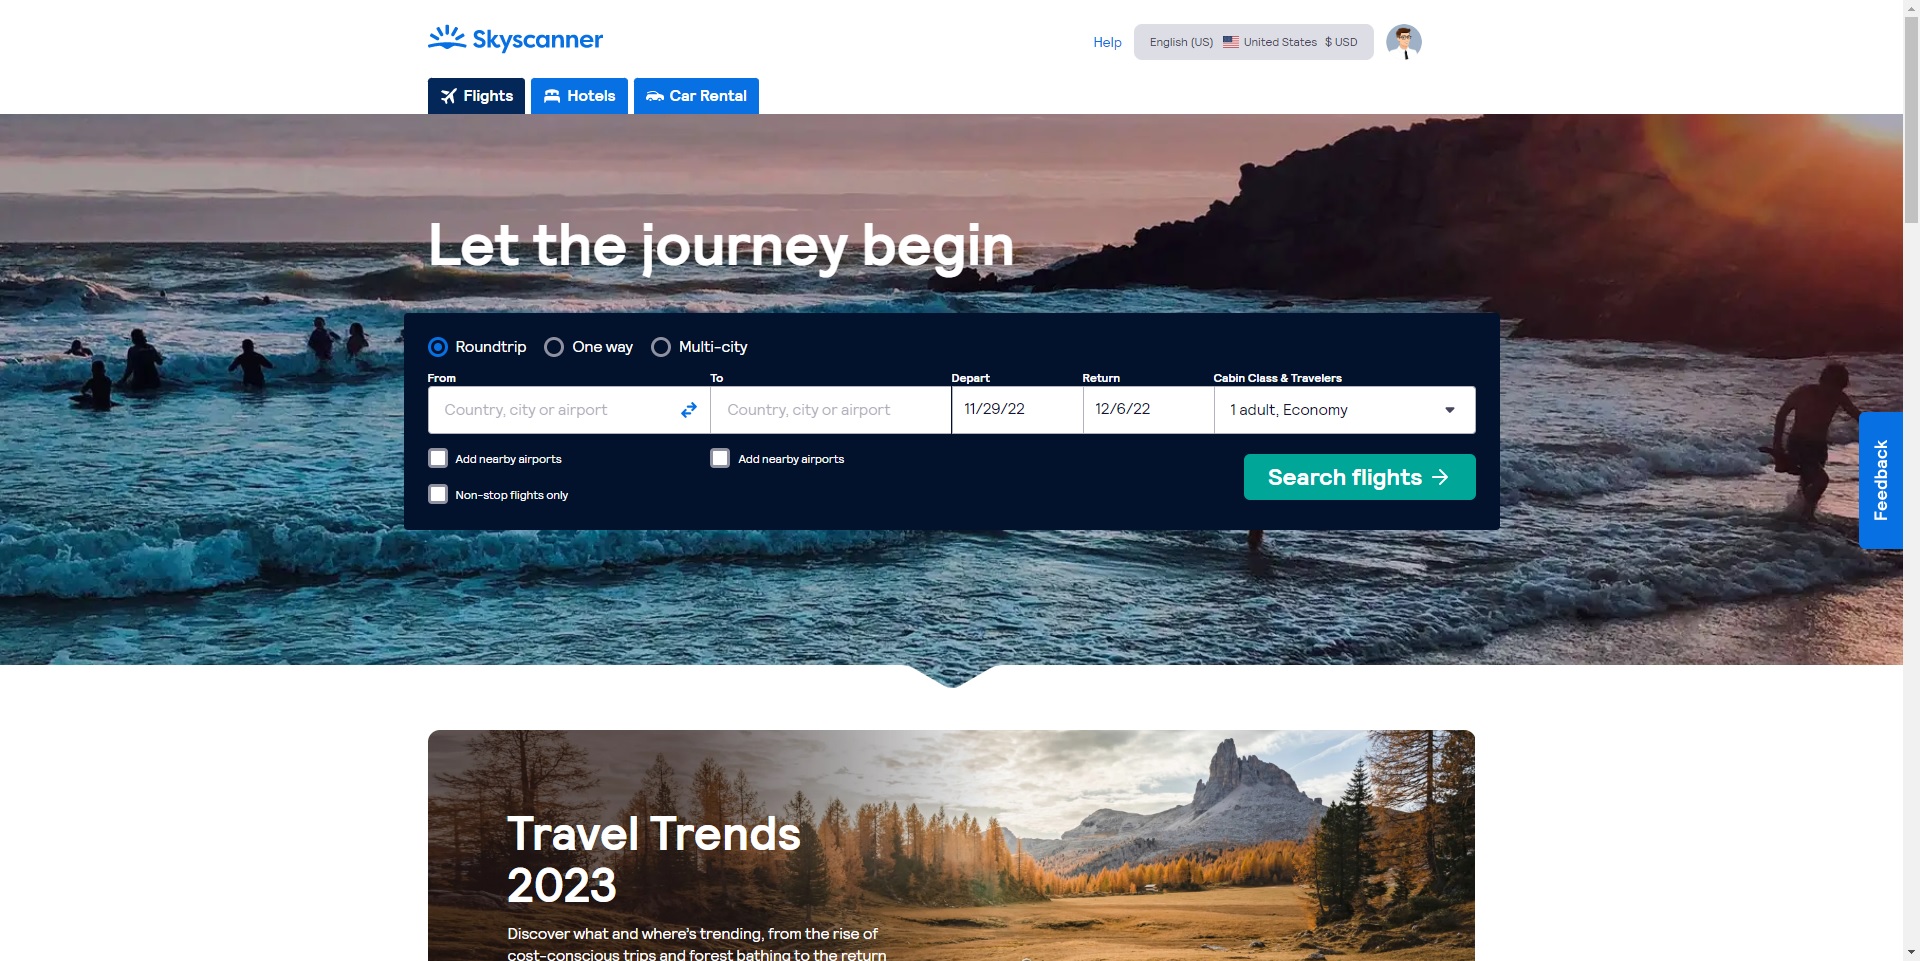 Skyscanner
Help
English (US) United States $ USD
Flights
Hotels
Car Rental
Let the journey begin
Roundtrip
One way
Multi-city
From
To
Depart
Return
Cabin Class & Travelers
Country, city or airport
Country, city or airport
11/29/22
12/6/22
1 adult, Economy
Add nearby airports
Add nearby airports
Search flights
Non-stop flights only
Feedback
Travel Trends
2023
Discover what and where's trending, from the rise of
cost-conscious trips and forest bathing to the return